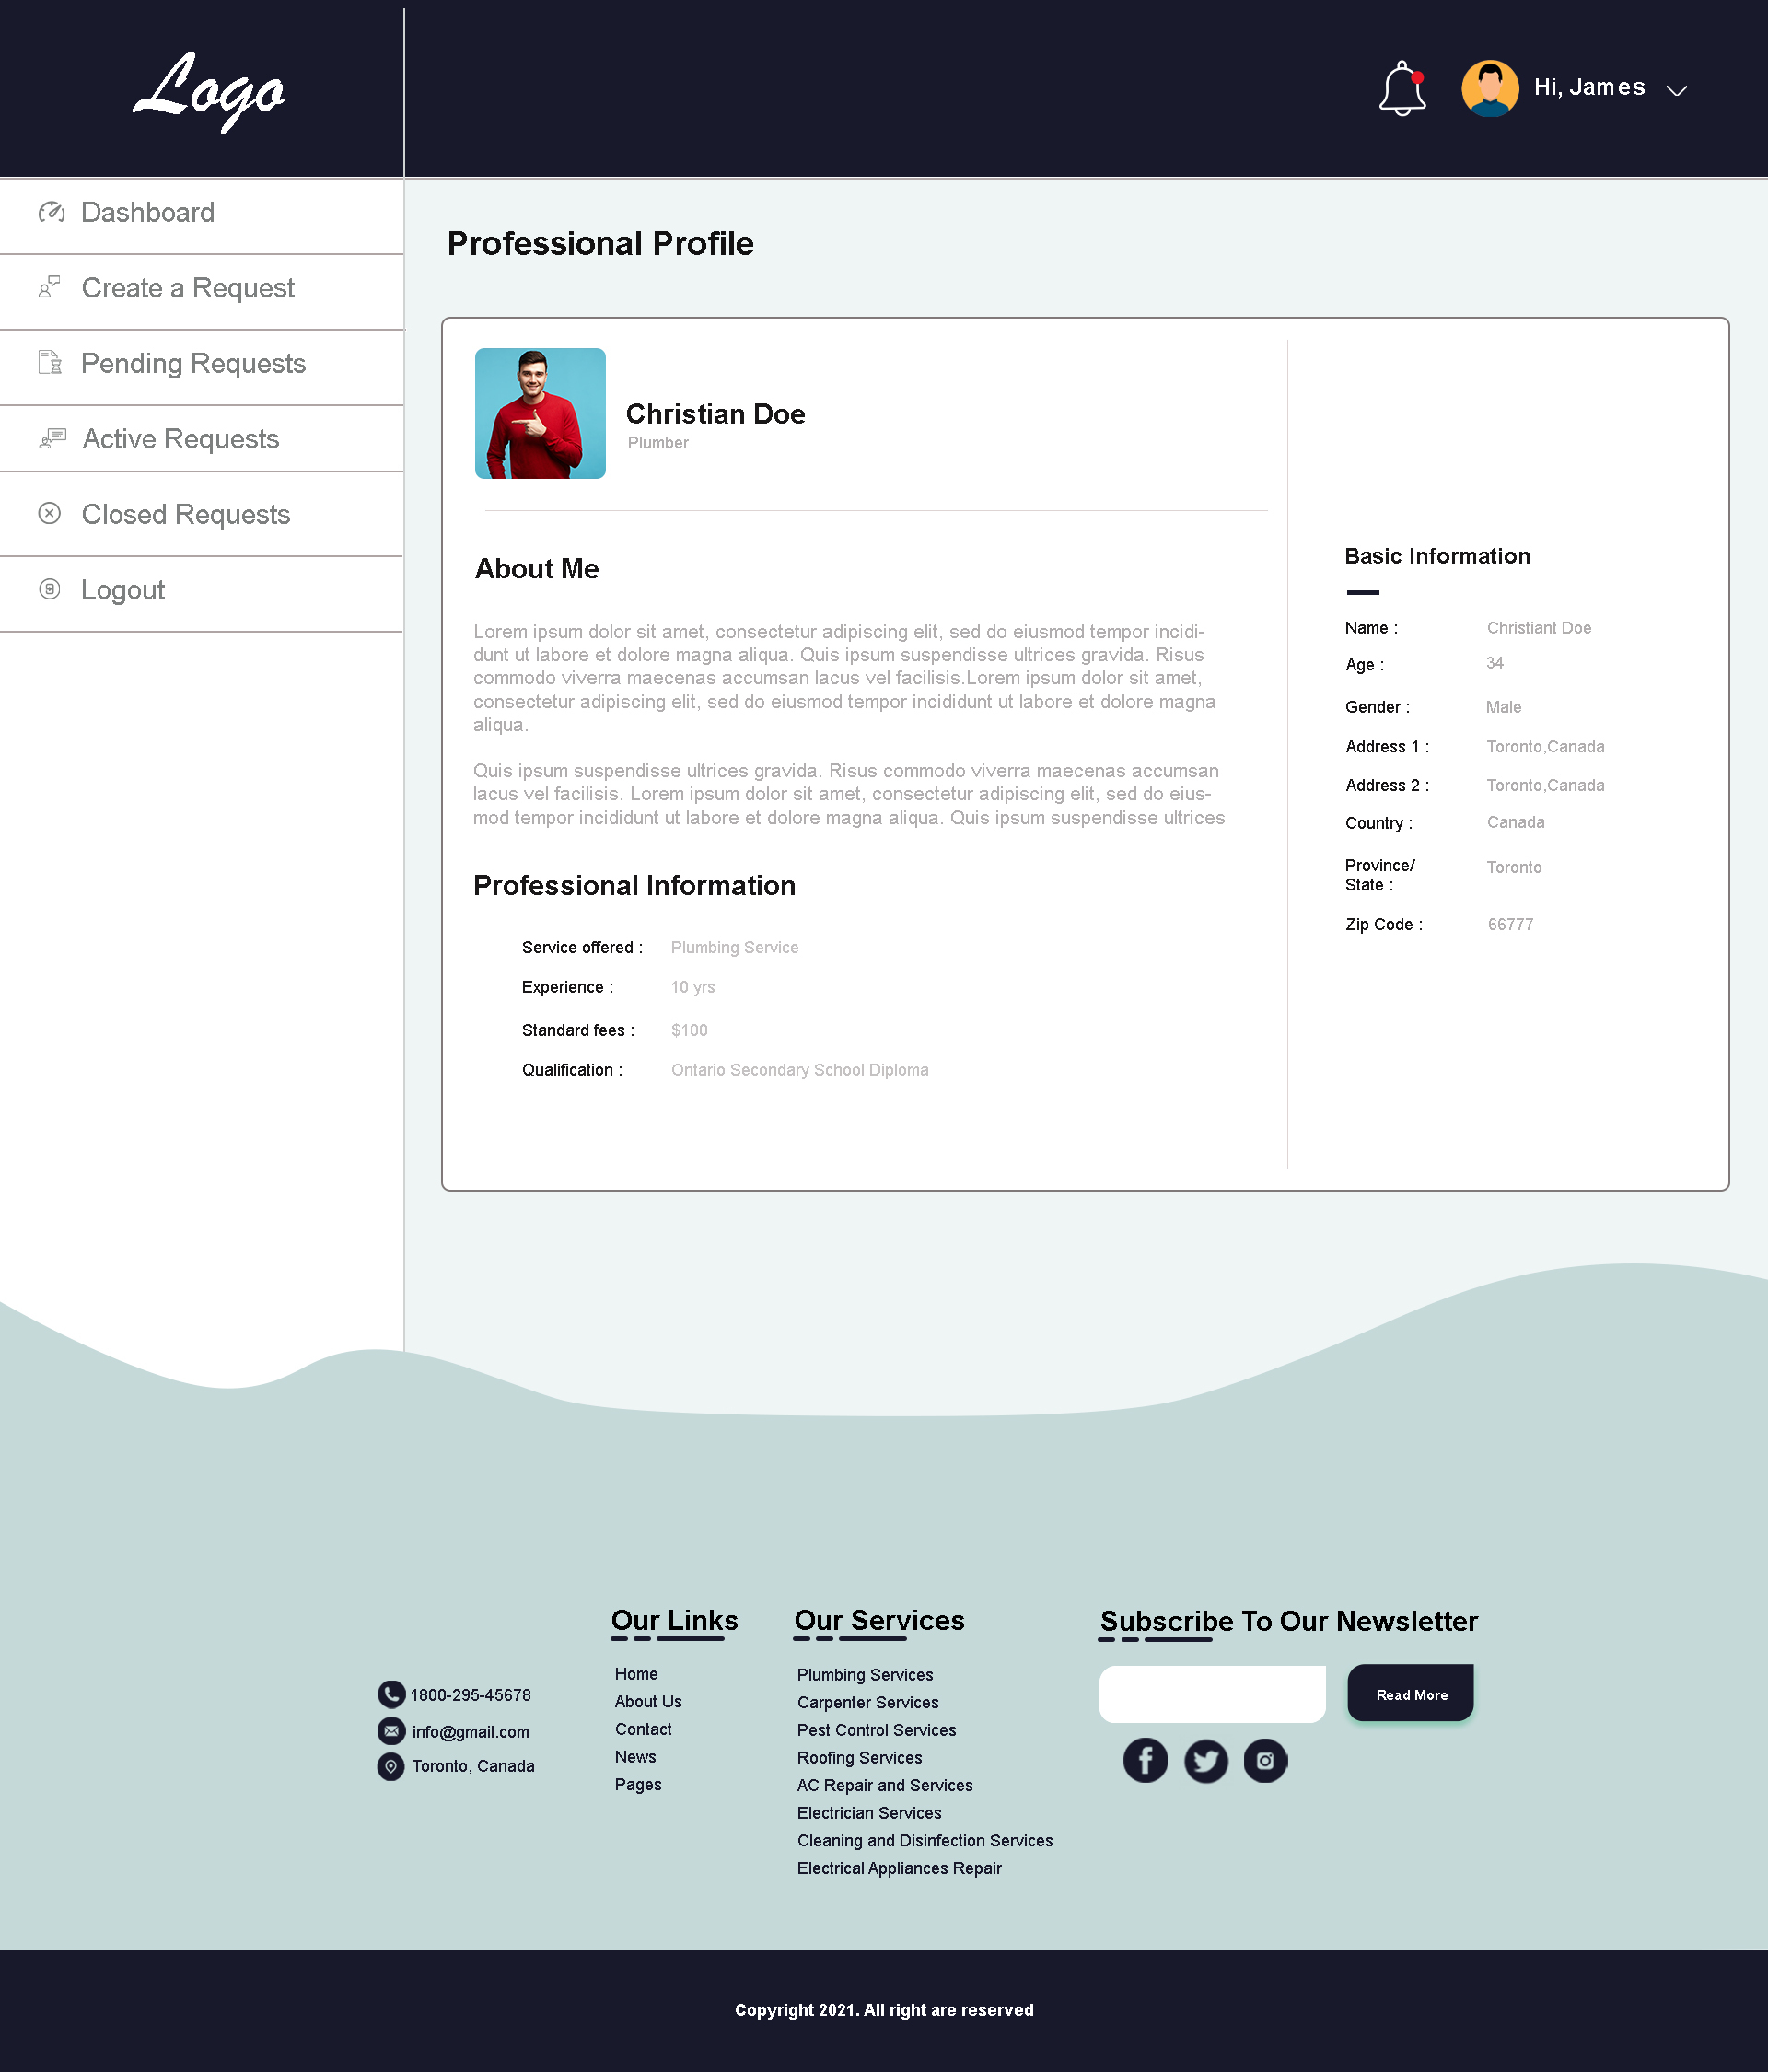 Logo
Hi, James
Dashboard
Create a Request
Pending Requests
Active Requests
Closed Requests
Logout
Professional Profile
Christian Doe
Plumber
About Me
Lorem ipsum dolor sit amet, consectetur adipiscing elit, sed do eiusmod tempor incidi-
dunt ut labore et dolore magna aliqua. Quis ipsum suspendisse ultrices gravida. Risus
commodo viverra maecenas accumsan lacus vel facilisis.Lorem ipsum dolor sit amet,
consectetur adipiscing elit, sed do eiusmod tempor incididunt ut labore et dolore magna
aliqua.
Quis ipsum suspendisse ultrices gravida. Risus commodo viverra maecenas accumsan
lacus vel facilisis. Lorem ipsum dolor sit amet, consectetur adipiscing elit, sed do eius-
mod tempor incididunt ut labore et dolore magna aliqua. Quis ipsum suspendisse ultrices
Professional Information
Service offered : Plumbing Service
Experience : 10 yrs
Standard fees : $100
Qualification : Ontario Secondary School Diploma
Basic Information
Name : Christiant Doe
Age : 34
Gender : Male
Address 1 : Toronto,Canada
Address 2 : Toronto,Canada
Country : Canada
Province/ Toronto
State :
Zip Code : 66777
1800-295-45678
info@gmail.com
Toronto, Canada
Our Links
Home
About Us
Contact
News
Pages
Our Services
Plumbing Services
Carpenter Services
Pest Control Services
Roofing Services
AC Repair and Services
Electrician Services
Cleaning and Disinfection Services
Electrical Appliances Repair
Subscribe To Our Newsletter
Read More
Copyright 2021. All right are reserved